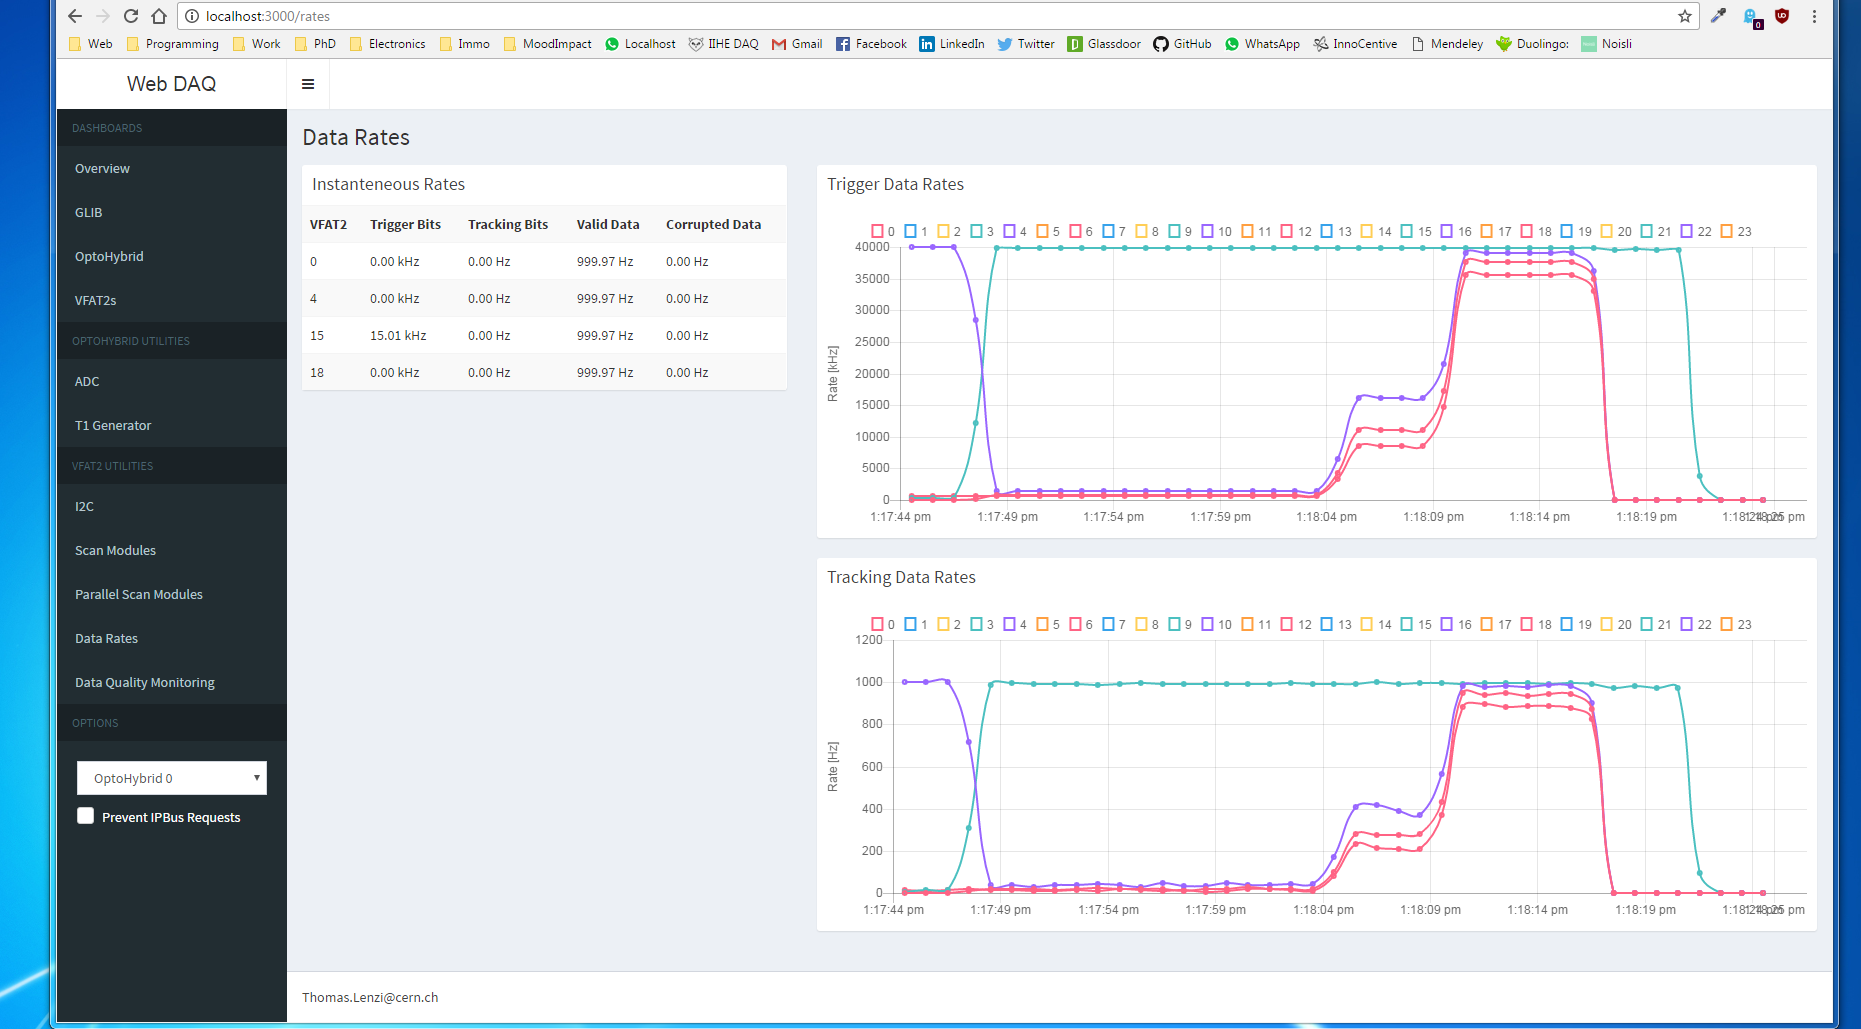 localhost:3000/rates
Web Programming Work PhD Electronics Immo MoodImpact Localhost IIHE DAQ Gmail Facebook LinkedIn Twitter Glassdoor GitHub WhatsApp InnoCentive Mendeley Duolingo: Noisli
Web DAQ
DASHBOARDS
Overview
GLIB
OptoHybrid
VFAT2s
OPTOHYBRID UTILITIES
ADC
T1 Generator
VFAT2 UTILITIES
I2C
Scan Modules
Parallel Scan Modules
Data Rates
Data Quality Monitoring
OPTIONS
OptoHybrid 0
Prevent IPBus Requests
Data Rates
Instanteneous Rates
VFAT2 Trigger Bits Tracking Bits Valid Data Corrupted Data
0 0.00 kHz 0.00 Hz 999.97 Hz 0.00 Hz
4 0.00 kHz 0.00 Hz 999.97 Hz 0.00 Hz
15 15.01 kHz 0.00 Hz 999.97 Hz 0.00 Hz
18 0.00 kHz 0.00 Hz 999.97 Hz 0.00 Hz
Trigger Data Rates
0 1 2 3 4 5 6 7 8 9 10 11 12 13 14 15 16 17 18 19 20 21 22 23
Rate [kHz]
40000
35000
30000
25000
20000
15000
10000
5000
0
1:17:44 pm 1:17:49 pm 1:17:54 pm 1:17:59 pm 1:18:04 pm 1:18:09 pm 1:18:14 pm 1:18:19 pm 1:18:24 pm 1:18:25 pm
Tracking Data Rates
0 1 2 3 4 5 6 7 8 9 10 11 12 13 14 15 16 17 18 19 20 21 22 23
Rate [Hz]
1200
1000
800
600
400
200
0
1:17:44 pm 1:17:49 pm 1:17:54 pm 1:17:59 pm 1:18:04 pm 1:18:09 pm 1:18:14 pm 1:18:19 pm 1:18:24 pm 1:18:25 pm
Thomas.Lenzi@cern.ch